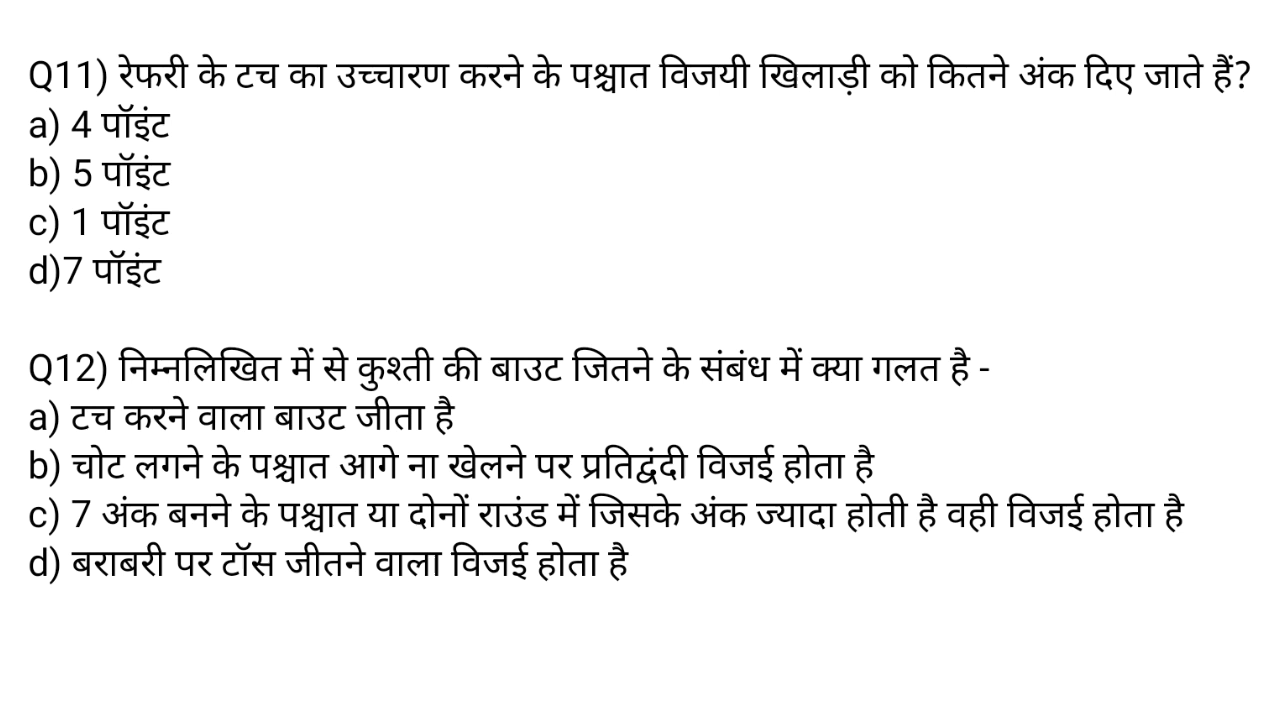 Q11) रेफरी के टच का उच्चारण करने के पश्चात विजयी खिलाड़ी को कितने अंक दिए जाते हैं?
a) 4 पॉइंट
b) 5 पॉइंट
c) 1 पॉइंट
d)7 पॉइंट
Q12) निम्नलिखित में से कुश्ती की बाउट जितने के संबंध में क्या गलत है -
a) टच करने वाला बाउट जीता है
b) चोट लगने के पश्चात आगे ना खेलने पर प्रतिद्वंदी विजई होता है
c) 7 अंक बनने के पश्चात या दोनों राउंड में जिसके अंक ज्यादा होती है वही विजई होता है
d) बराबरी पर टॉस जीतने वाला विजई होता है